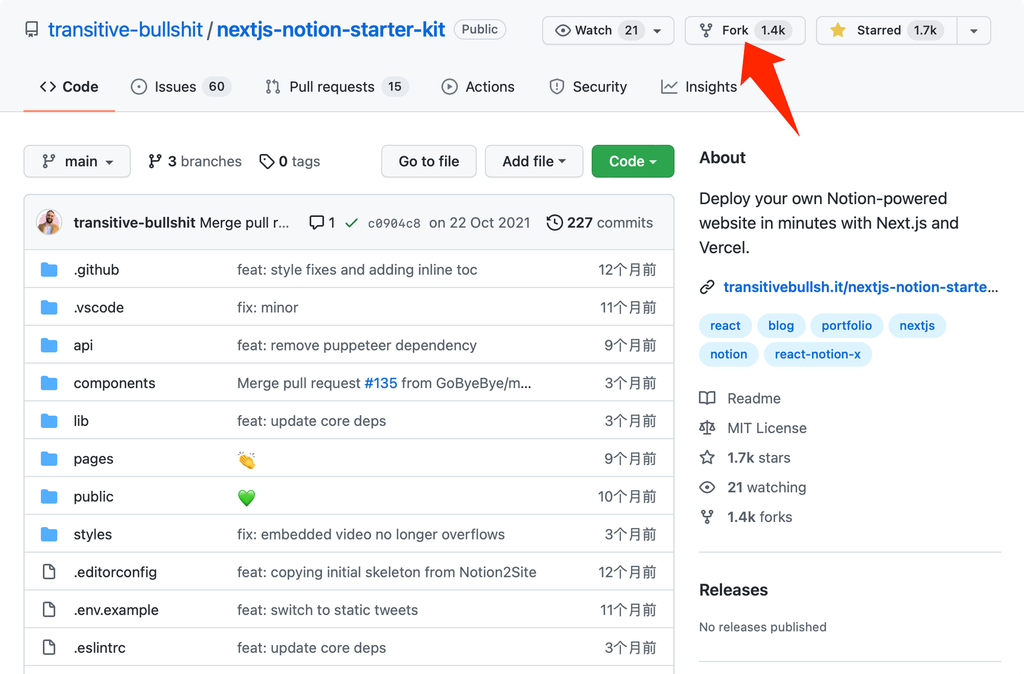 transitive-bullshit / nextjs-notion-starter-kit Public
Watch 21 Fork 1.4k Starred 1.7k
Code Issues 60 Pull requests 15 Actions Security Insights
main 3 branches 0 tags Go to file Add file Code
transitive-bullshit Merge pull r... 1 c0904c8 on 22 Oct 2021 227 commits
.github feat: style fixes and adding inline toc 12个月前
.vscode fix: minor 11个月前
api feat: remove puppeteer dependency 9个月前
components Merge pull request #135 from GoByeBye/m... 3个月前
lib feat: update core deps 3个月前
pages 👏 9个月前
public 💚 10个月前
styles fix: embedded video no longer overflows 3个月前
.editorconfig feat: copying initial skeleton from Notion2Site 12个月前
.env.example feat: switch to static tweets 11个月前
.eslintrc feat: update core deps 3个月前
About
Deploy your own Notion-powered
website in minutes with Next.js and
Vercel.
transitivebullsh.it/nextjs-notion-starte...
react blog portfolio nextjs
notion react-notion-x
Readme
MIT License
1.7k stars
21 watching
1.4k forks
Releases
No releases published